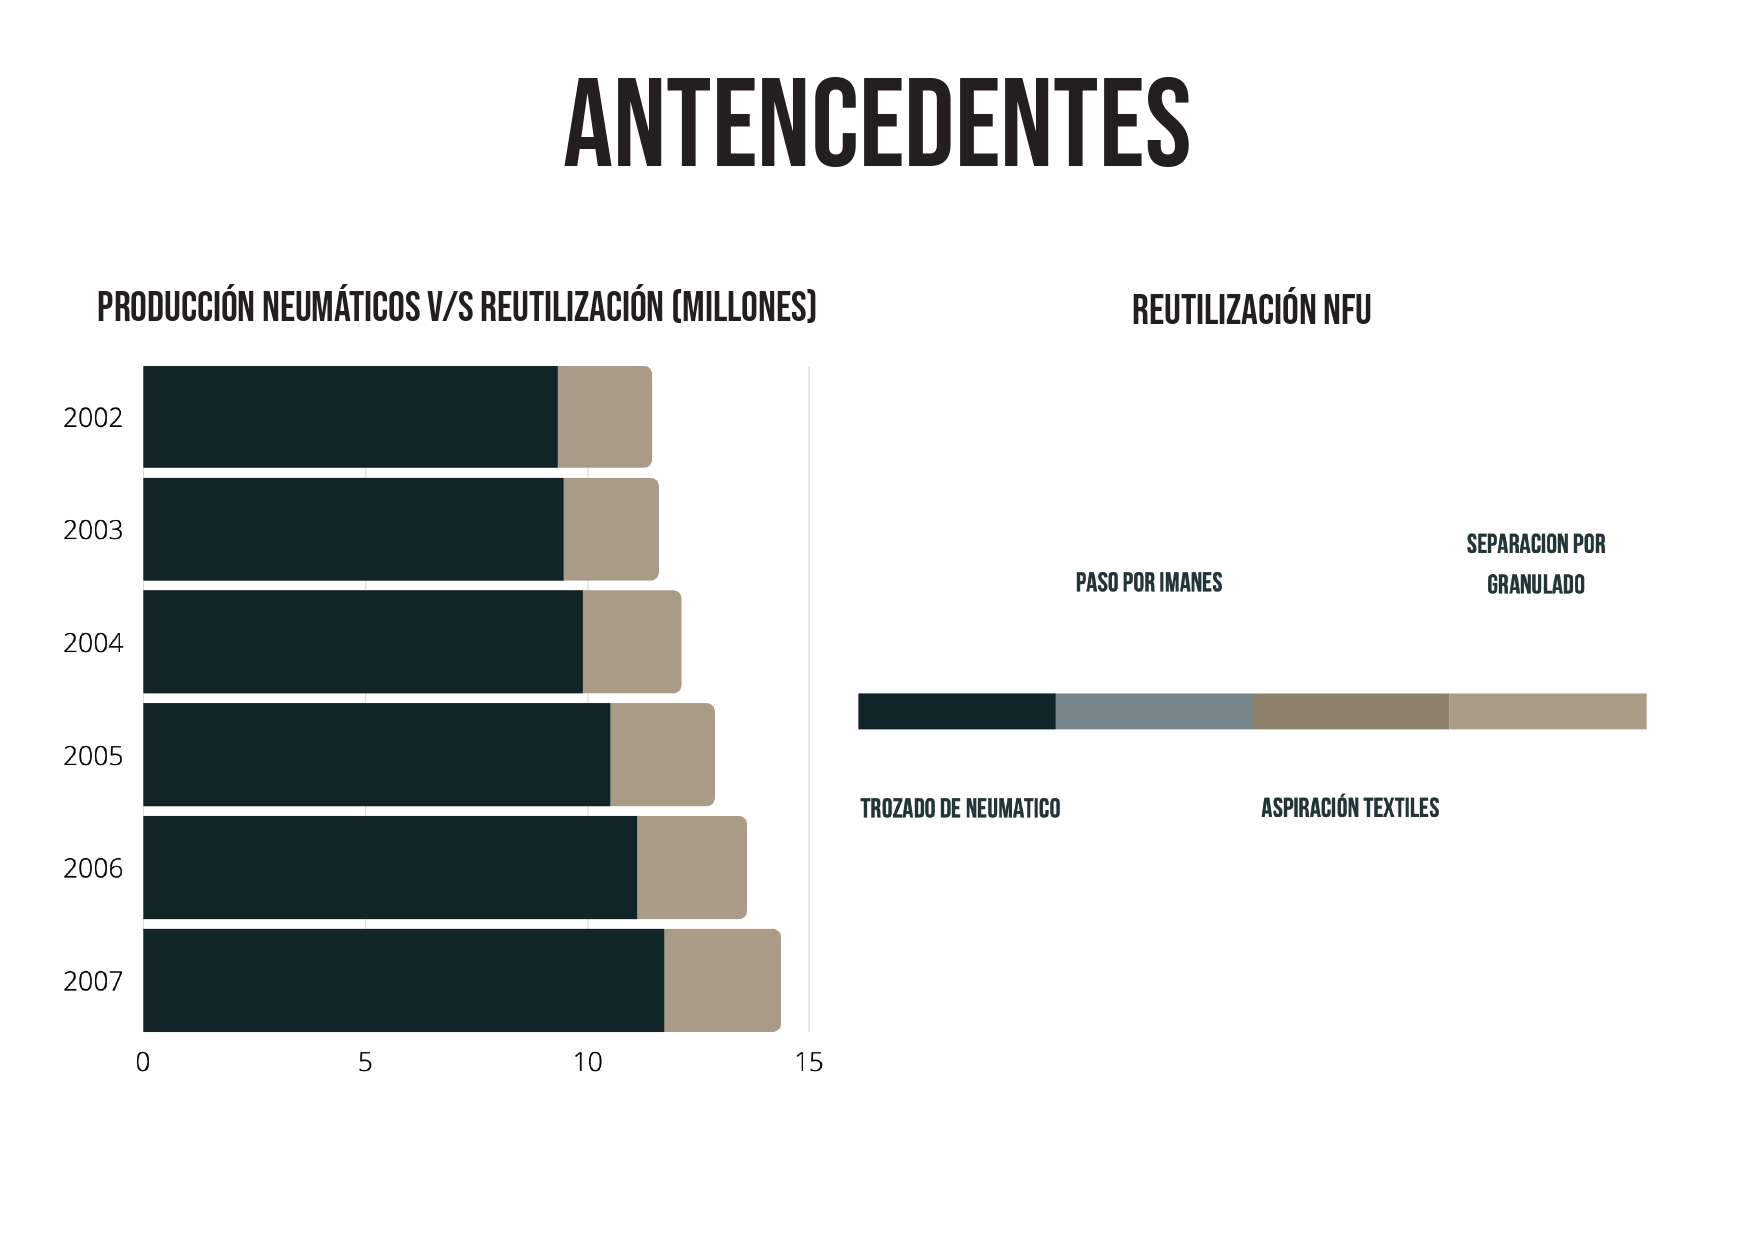 ANTENCEDENTES
PRODUCCIÓN NEUMÁTICOS V/S REUTILIZACIÓN (MILLONES)
2002
2003
2004
2005
2006
2007
0 5 10 15
REUTILIZACIÓN NFU
SEPARACION POR
GRANULADO
PASO POR IMANES
TROZADO DE NEUMATICO
ASPIRACIÓN TEXTILES